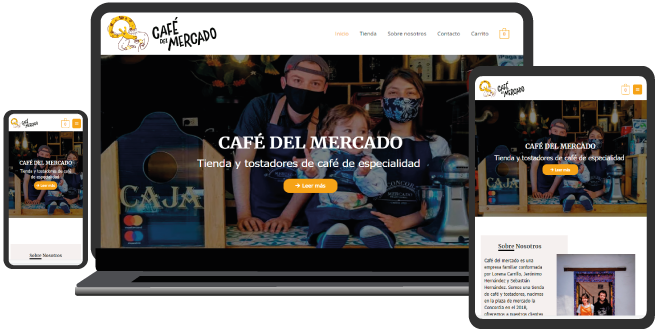 CAFÉ
DEL MERCADO
Inicio Tienda Sobre nosotros Contacto Carrito 0
CAFÉ DEL MERCADO
Tienda y tostadores de café de especialidad
→ Leer más
CAJA
CAFÉ
DEL MERCADO
CAFÉ DEL MERCADO
Tienda y tostadores de café
de especialidad
→ Leer más
Sobre Nosotros
CAFÉ
DEL MERCADO
CAFÉ DEL MERCADO
Tienda y tostadores de café de especialidad
→ Leer más
CAJA
Sobre Nosotros
Café del mercado es una
empresa familiar conformada
por Lorena Carrillo, Jerónimo
Hernández y Sebastián
Hernández. Somos una tienda
de café y tostadores, nacimos
en la plaza de mercado la
Concordia en el 2018,
ofrecemos a nuestros clientes